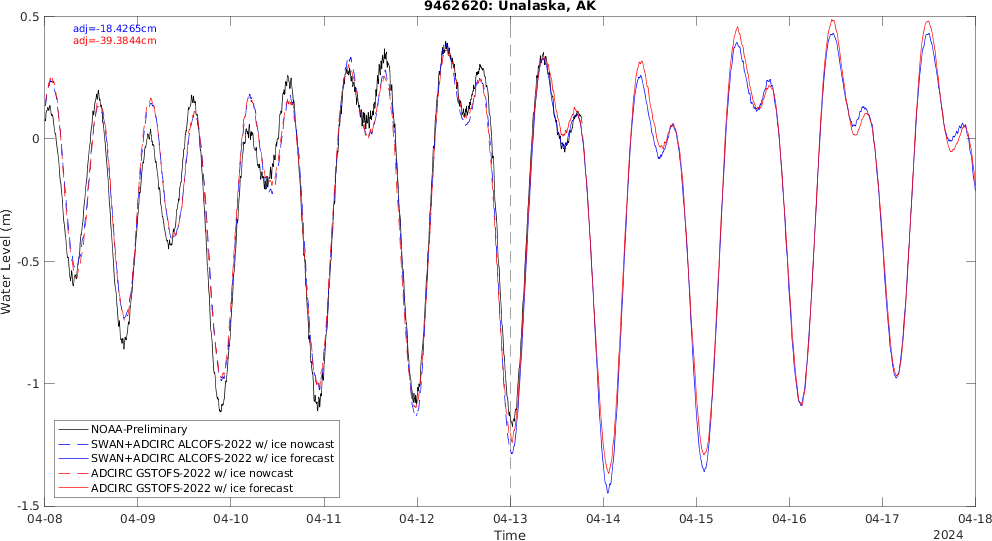 9462620: Unalaska, AK
adj=-18.4265cm
adj=-39.3844cm
Water Level (m)
0.5
0
-0.5
-1
-1.5
NOAA-Preliminary
SWAN+ADCIRC ALCOFS-2022 w/ ice nowcast
SWAN+ADCIRC ALCOFS-2022 w/ ice forecast
ADCIRC GSTOFS-2022 w/ ice nowcast
ADCIRC GSTOFS-2022 w/ ice forecast
04-08 04-09 04-10 04-11 04-12 04-13 04-14 04-15 04-16 04-17 04-18
Time
2024